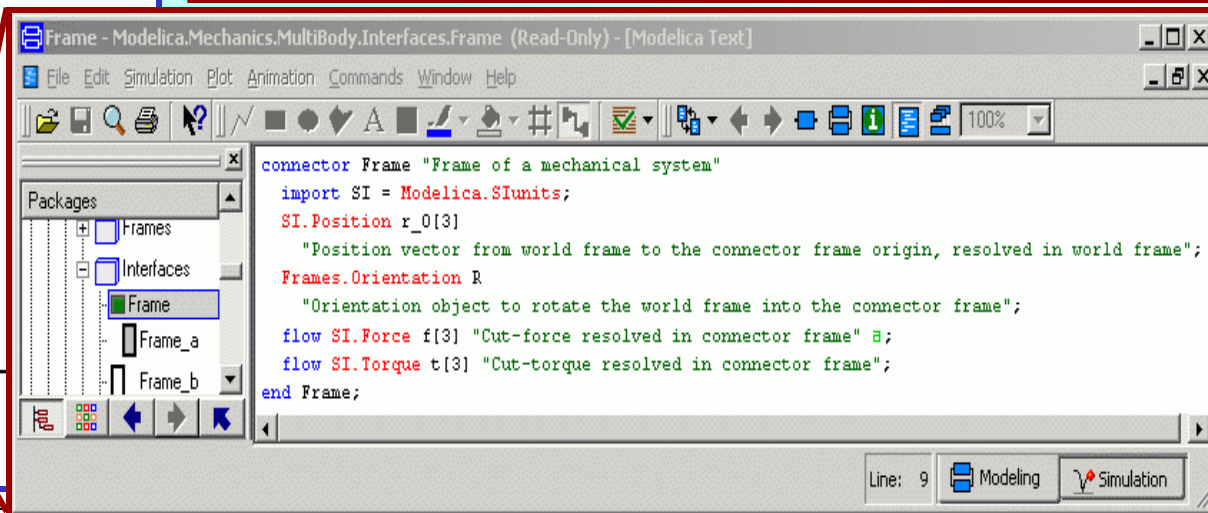 Frame - Modelica.Mechanics.MultiBody.Interfaces.Frame (Read-Only) - [Modelica Text]
File Edit Simulation Plot Animation Commands Window Help
100%
Packages
Frames
Interfaces
Frame
Frame_a
Frame_b
connector Frame "Frame of a mechanical system"
import SI = Modelica.SIunits;
SI.Position r_0[3]
"Position vector from world frame to the connector frame origin, resolved in world frame";
Frames.Orientation R
"Orientation object to rotate the world frame into the connector frame";
flow SI.Force f[3] "Cut-force resolved in connector frame" a;
flow SI.Torque t[3] "Cut-torque resolved in connector frame";
end Frame;
Line: 9 Modeling Simulation